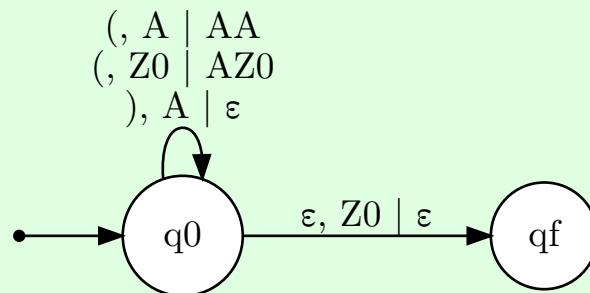 (, A | AA
(, Z0 | AZ0
), A | ε
q0
ε, Z0 | ε
qf